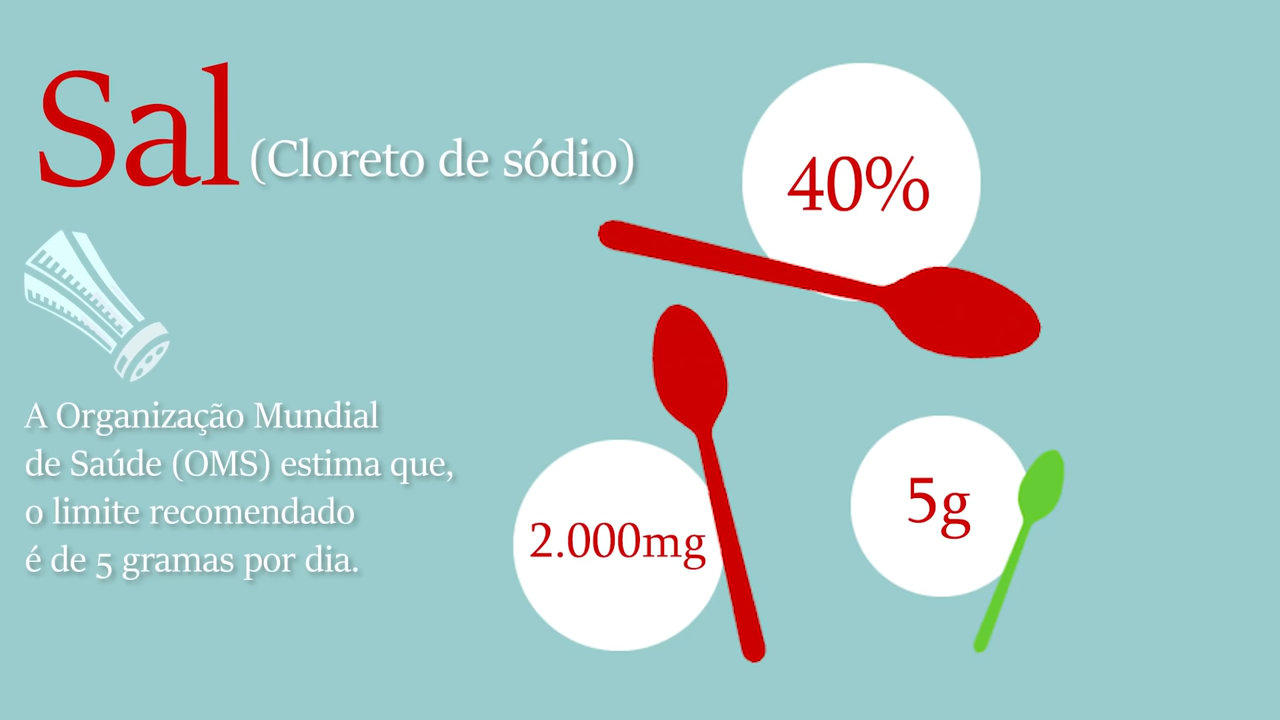 Sal (Cloreto de sódio)
A Organização Mundial
de Saúde (OMS) estima que,
o limite recomendado
é de 5 gramas por dia.
40%
2.000mg
5g